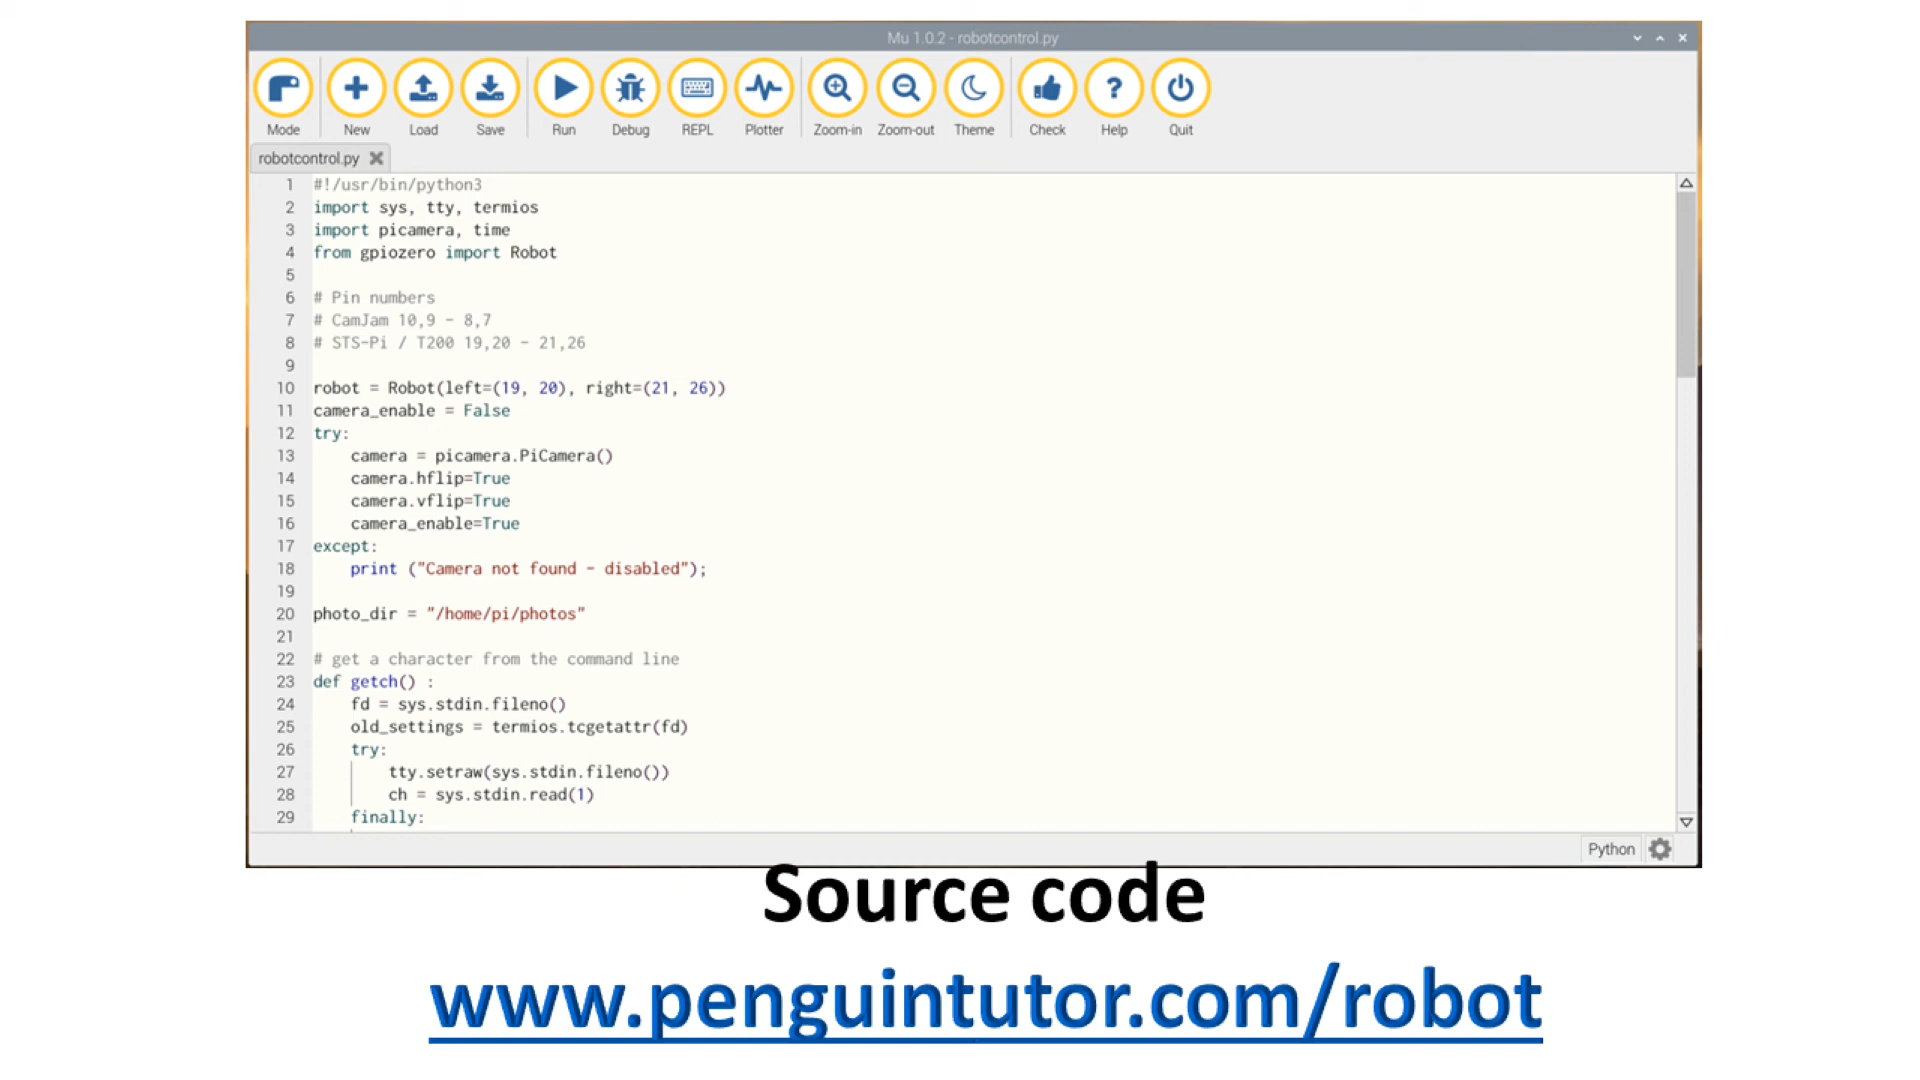 Mu 1.0.2 - robotcontrol.py
Mode New Load Save Run Debug REPL Plotter Zoom-in Zoom-out Theme Check Help Quit
robotcontrol.py
1 #!/usr/bin/python3
2 import sys, tty, termios
3 import picamera, time
4 from gpiozero import Robot
5
6 # Pin numbers
7 # CamJam 10,9 - 8,7
8 # STS-Pi / T200 19,20 - 21,26
9
10 robot = Robot(left=(19, 20), right=(21, 26))
11 camera_enable = False
12 try:
13     camera = picamera.PiCamera()
14     camera.hflip=True
15     camera.vflip=True
16     camera_enable=True
17 except:
18     print ("Camera not found - disabled");
19
20 photo_dir = "/home/pi/photos"
21
22 # get a character from the command line
23 def getch() :
24     fd = sys.stdin.fileno()
25     old_settings = termios.tcgetattr(fd)
26     try:
27         tty.setraw(sys.stdin.fileno())
28         ch = sys.stdin.read(1)
29     finally:
Python
Source code
www.penguintutor.com/robot